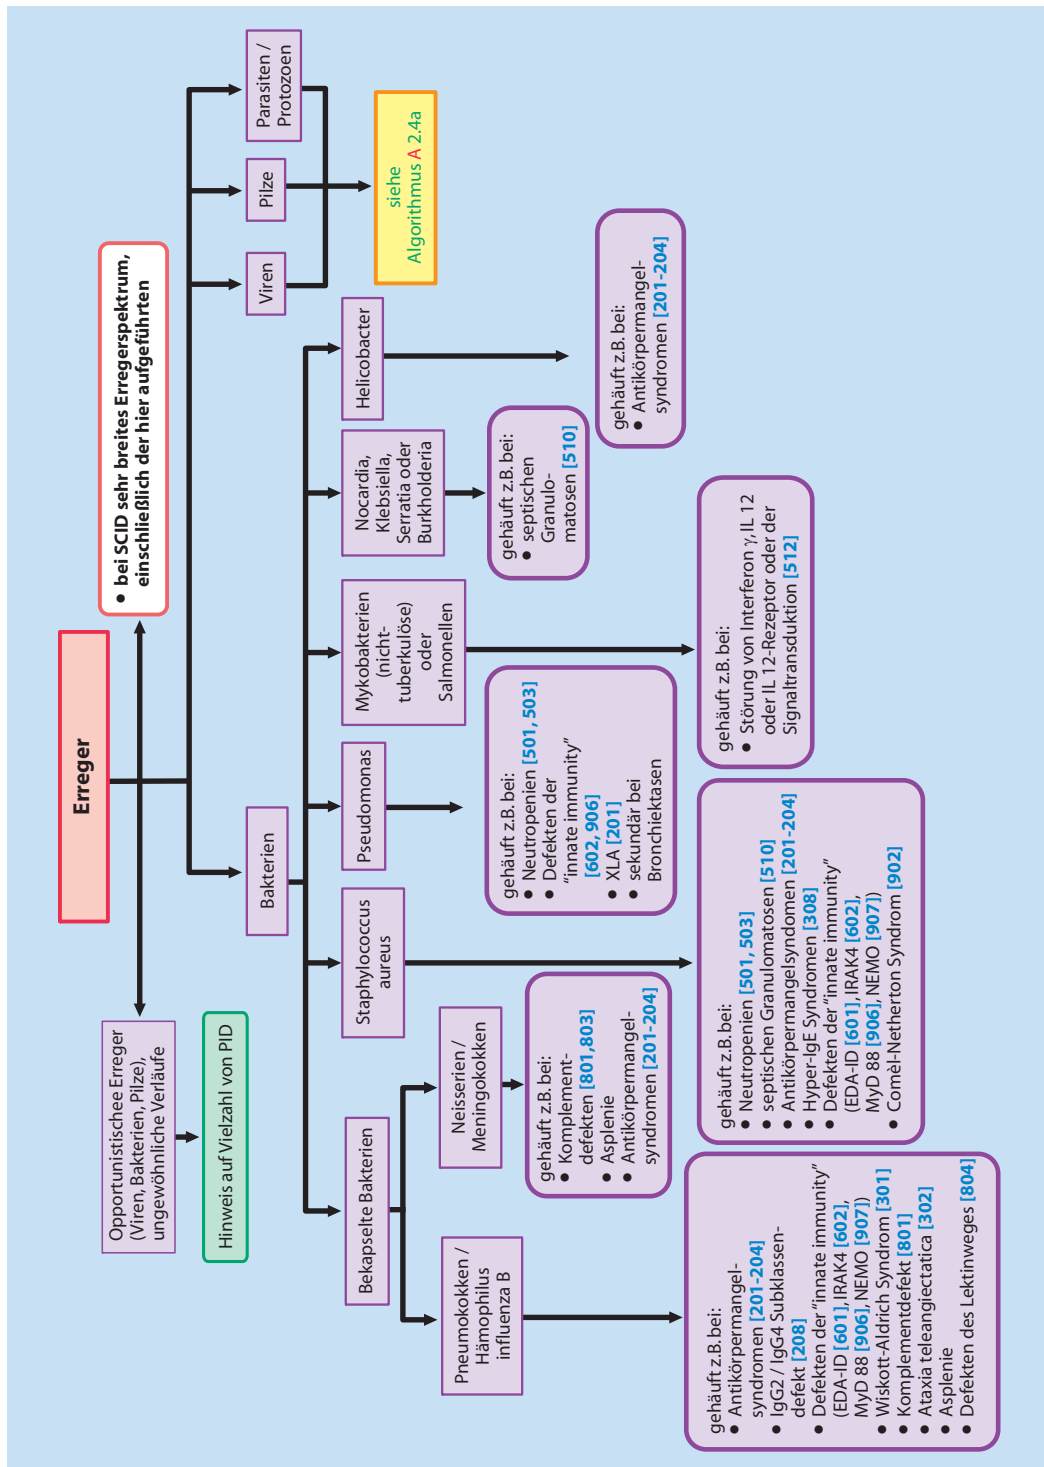 Erreger
• bei SCID sehr breites Erregerspektrum,
einschließlich der hier aufgeführten
Opportunistischee Erreger
(Viren, Bakterien, Pilze),
ungewöhnliche Verläufe
Hinweis auf Vielzahl von PID
Bakterien
Viren
Pilze
Parasiten /
Protozoen
siehe
Algorithmus A 2.4a
Bekapselte Bakterien
Staphylococcus
aureus
Pseudomonas
Mykobakterien
(nicht-
tuberkulöse)
oder
Salmonellen
Nocardia,
Klebsiella,
Serratia oder
Burkholderia
Helicobacter
Pneumokokken /
Hämophilus
influenza B
Neisserien /
Meningokokken
gehäuft z.B. bei:
• Antikörpermangel-
syndromen [201-204]
• IgG2 / IgG4 Subklassen-
defekt [208]
• Defekten der "innate immunity"
(EDA-ID [601], IRAK4 [602],
MyD 88 [906], NEMO [907])
• Wiskott-Aldrich Syndrom [301]
• Komplementdefekt [801]
• Ataxia teleangiectatica [302]
• Asplenie
• Defekten des Lektinweges [804]
gehäuft z.B. bei:
• Komplement-
defekten [801,803]
• Asplenie
• Antikörpermangel-
syndromen [201-204]
gehäuft z.B. bei:
• Neutropenien [501, 503]
• septischen Granulomatosen [510]
• Antikörpermangelsyndomen [201-204]
• Hyper-IgE Syndromen [308]
• Defekten der "innate immunity"
(EDA-ID [601], IRAK4 [602],
MyD 88 [906], NEMO [907])
• Comèl-Netherton Syndrom [902]
gehäuft z.B. bei:
• Neutropenien [501, 503]
• Defekten der
"innate immunity"
[602, 906]
• XLA [201]
• sekundär bei
Bronchiektasen
gehäuft z.B. bei:
• Störung von Interferon γ, IL 12
oder IL 12-Rezeptor oder der
Signaltransduktion [512]
gehäuft z.B. bei:
• septischen
Granulo-
matosen [510]
gehäuft z.B. bei:
• Antikörpermangel-
syndromen [201-204]